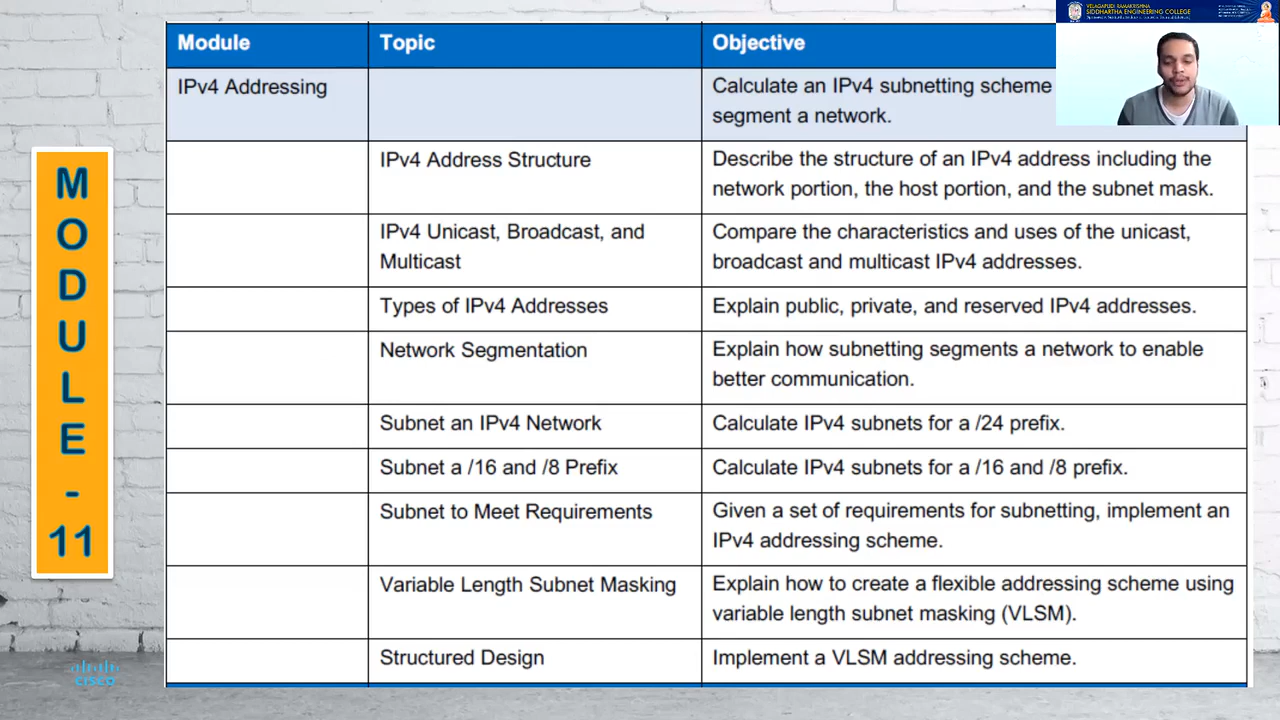 VELAGAPUDI RAMAKRISHNA
SIDDHARTHA ENGINEERING COLLEGE
Module Topic Objective
IPv4 Addressing
Calculate an IPv4 subnetting scheme
segment a network.
IPv4 Address Structure
Describe the structure of an IPv4 address including the
network portion, the host portion, and the subnet mask.
IPv4 Unicast, Broadcast, and
Multicast
Compare the characteristics and uses of the unicast,
broadcast and multicast IPv4 addresses.
Types of IPv4 Addresses
Explain public, private, and reserved IPv4 addresses.
Network Segmentation
Explain how subnetting segments a network to enable
better communication.
Subnet an IPv4 Network
Calculate IPv4 subnets for a /24 prefix.
Subnet a /16 and /8 Prefix
Calculate IPv4 subnets for a /16 and /8 prefix.
Subnet to Meet Requirements
Given a set of requirements for subnetting, implement an
IPv4 addressing scheme.
Variable Length Subnet Masking
Explain how to create a flexible addressing scheme using
variable length subnet masking (VLSM).
Structured Design
Implement a VLSM addressing scheme.
M
O
D
U
L
E
-
11
CISCO